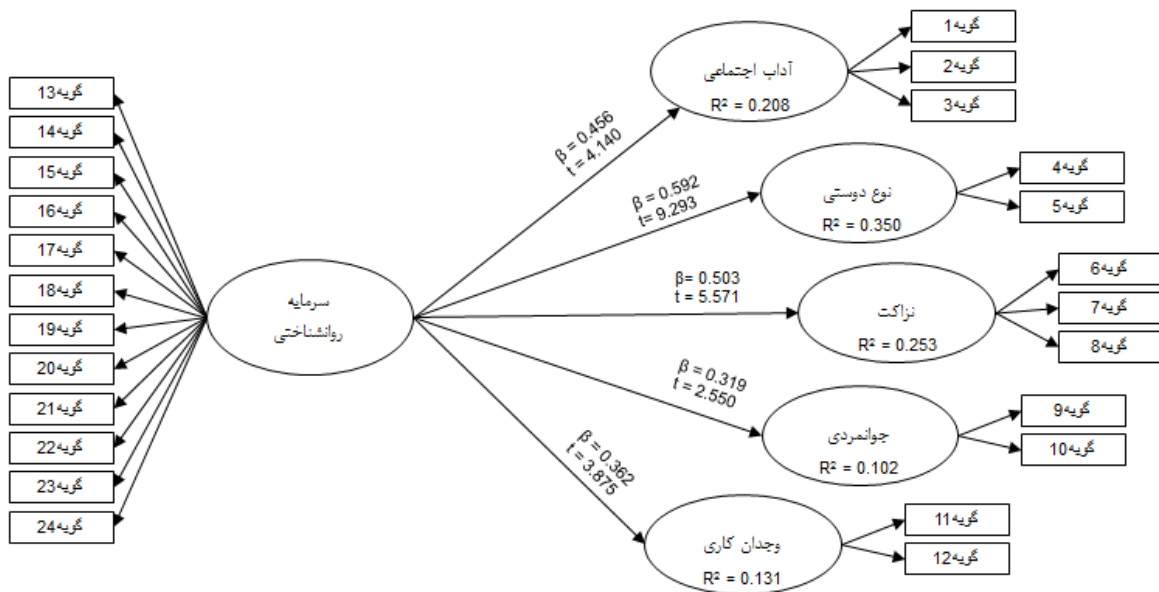 گویه1
گویه2
گویه3
آداب اجتماعی
R² = 0.208
β = 0.456
t = 4.140
گویه4
گویه5
نوع دوستی
R² = 0.350
β = 0.592
t= 9.293
گویه6
گویه7
گویه8
نزاکت
R² = 0.253
β= 0.503
t = 5.571
گویه9
گویه10
جوانمردی
R² = 0.102
β = 0.319
t = 2.550
گویه11
گویه12
وجدان کاری
R² = 0.131
β = 0.362
t = 3.875
سرمایه
روانشناختی
گویه13
گویه14
گویه15
گویه16
گویه17
گویه18
گویه19
گویه20
گویه21
گویه22
گویه23
گویه24